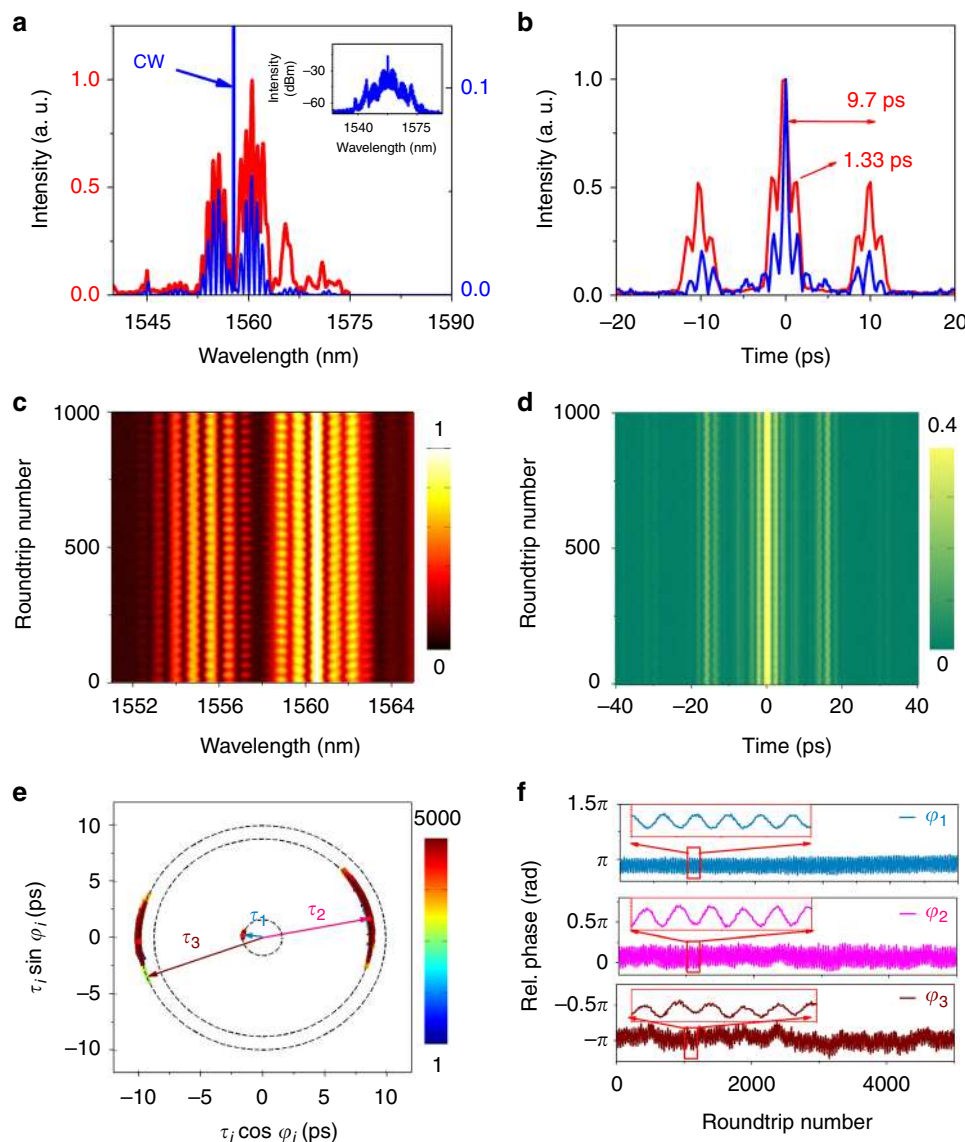 a
CW
Intensity (dBm)
−30
−60
1540
1575
Wavelength (nm)
1.0
0.5
0.0
Intensity (a. u.)
0.1
0.0
1545
1560
1575
1590
Wavelength (nm)
b
9.7 ps
1.33 ps
1.0
0.5
0.0
Intensity (a. u.)
−20
−10
0
10
20
Time (ps)
c
1000
500
0
Roundtrip number
1
0
1552
1556
1560
1564
Wavelength (nm)
d
1000
500
0
Roundtrip number
0.4
0
−40
−20
0
20
40
Time (ps)
e
10
5
0
−5
−10
τi sin φi (ps)
τ1
τ2
τ3
5000
1
−10
−5
0
5
10
τi cos φi (ps)
f
1.5π
π
φ1
0.5π
0
φ2
−0.5π
−π
φ3
Rel. phase (rad)
0
2000
4000
Roundtrip number